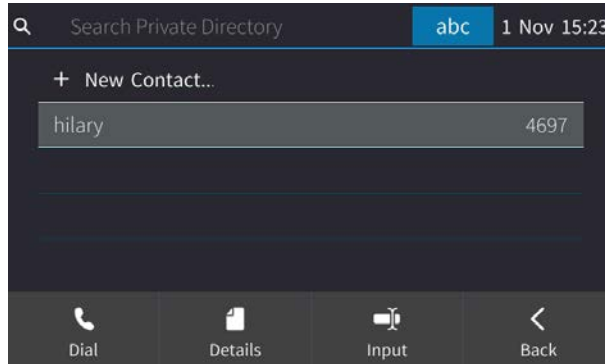 Search Private Directory abc 1 Nov 15:23
+ New Contact...
hilary 4697
Dial Details Input Back